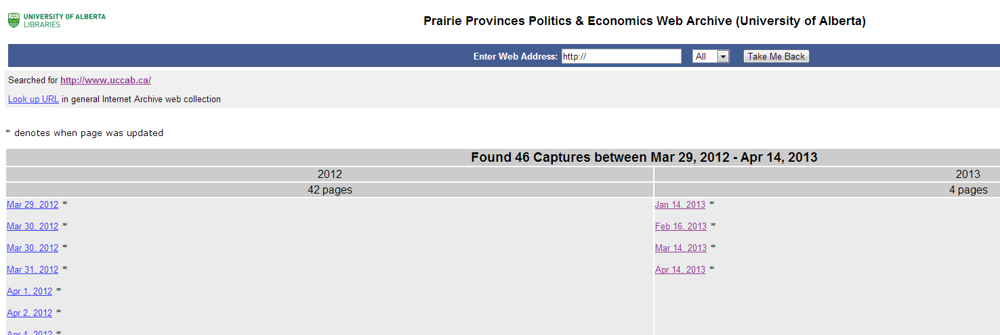 UNIVERSITY OF ALBERTA
LIBRARIES
Prairie Provinces Politics & Economics Web Archive (University of Alberta)
Enter Web Address: http:// All Take Me Back
Searched for http://www.uccab.ca/
Look up URL in general Internet Archive web collection
* denotes when page was updated
Found 46 Captures between Mar 29, 2012 - Apr 14, 2013
2012 2013
42 pages 4 pages
Mar 29, 2012 * Jan 14, 2013 *
Mar 30, 2012 * Feb 16, 2013 *
Mar 30, 2012 * Mar 14, 2013 *
Mar 31, 2012 * Apr 14, 2013 *
Apr 1, 2012 *
Apr 2, 2012 *
Apr 4, 2012 *